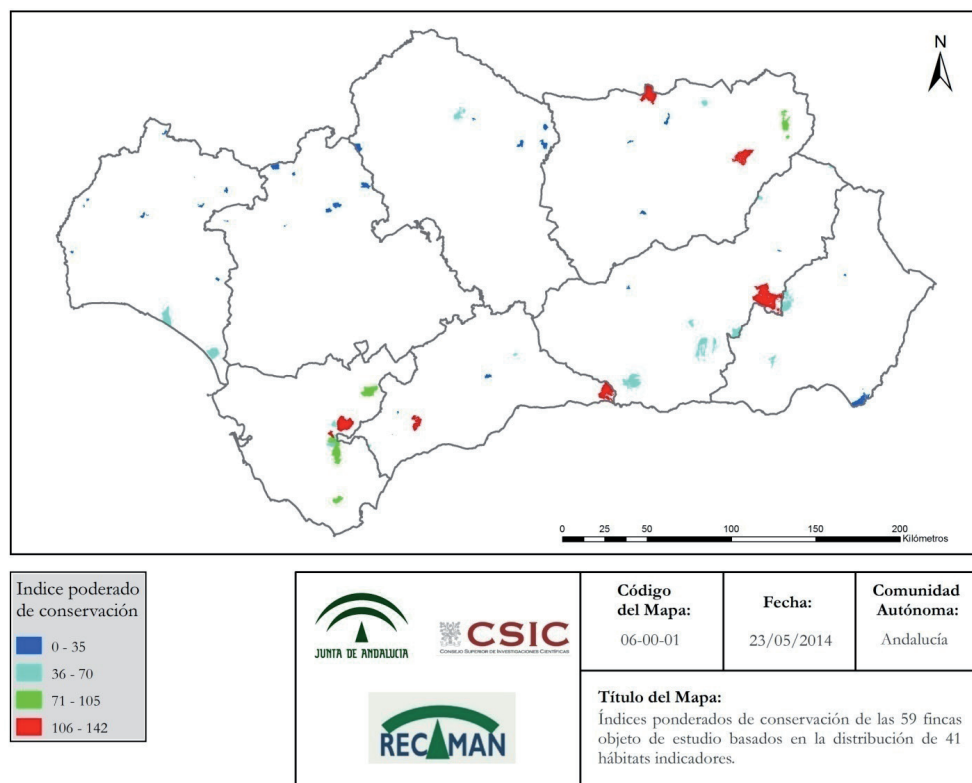 N
0 25 50 100 150 200
Kilómetros
Indice poderado
de conservación
0 - 35
36 - 70
71 - 105
106 - 142
JUNTA DE ANDALUCIA
CSIC
CONSEJO SUPERIOR DE INVESTIGACIONES CIENTÍFICAS
RECAMAN
Código
del Mapa:
06-00-01
Fecha:
23/05/2014
Comunidad
Autónoma:
Andalucía
Título del Mapa:
Índices ponderados de conservación de las 59 fincas
objeto de estudio basados en la distribución de 41
hábitats indicadores.